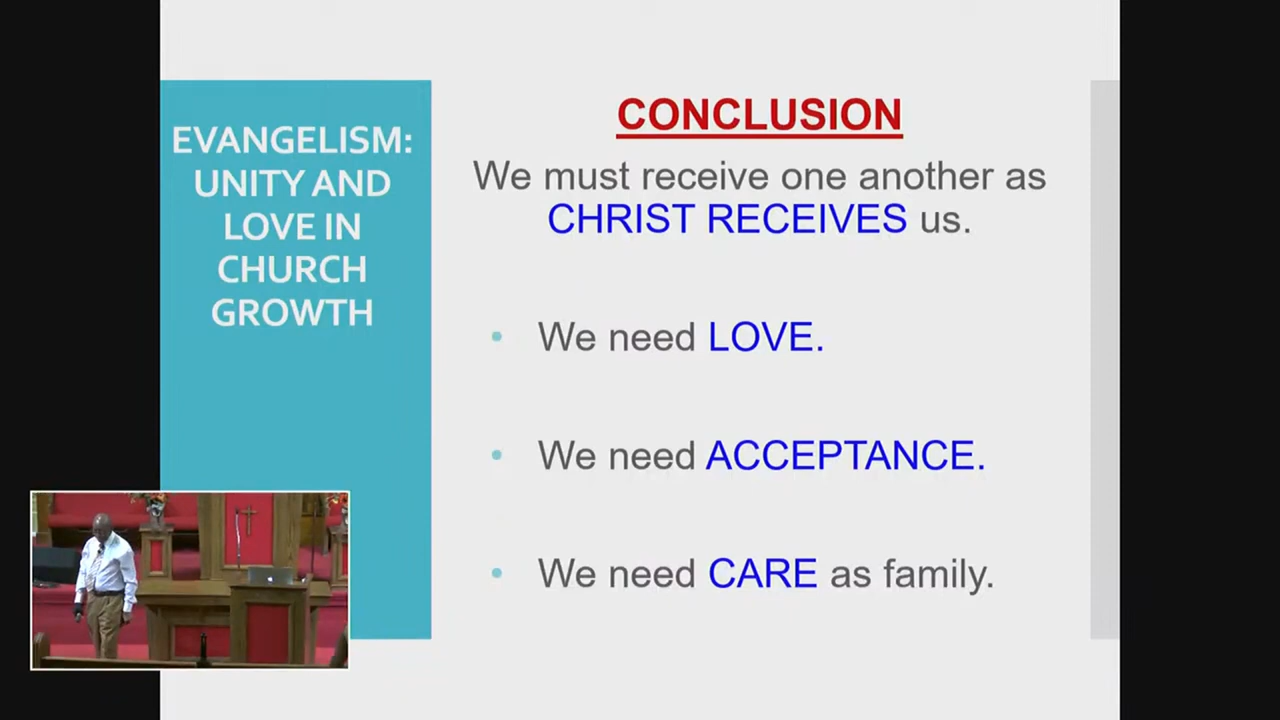 EVANGELISM:
UNITY AND
LOVE IN
CHURCH
GROWTH
CONCLUSION
We must receive one another as
CHRIST RECEIVES us.
• We need LOVE.
• We need ACCEPTANCE.
• We need CARE as family.